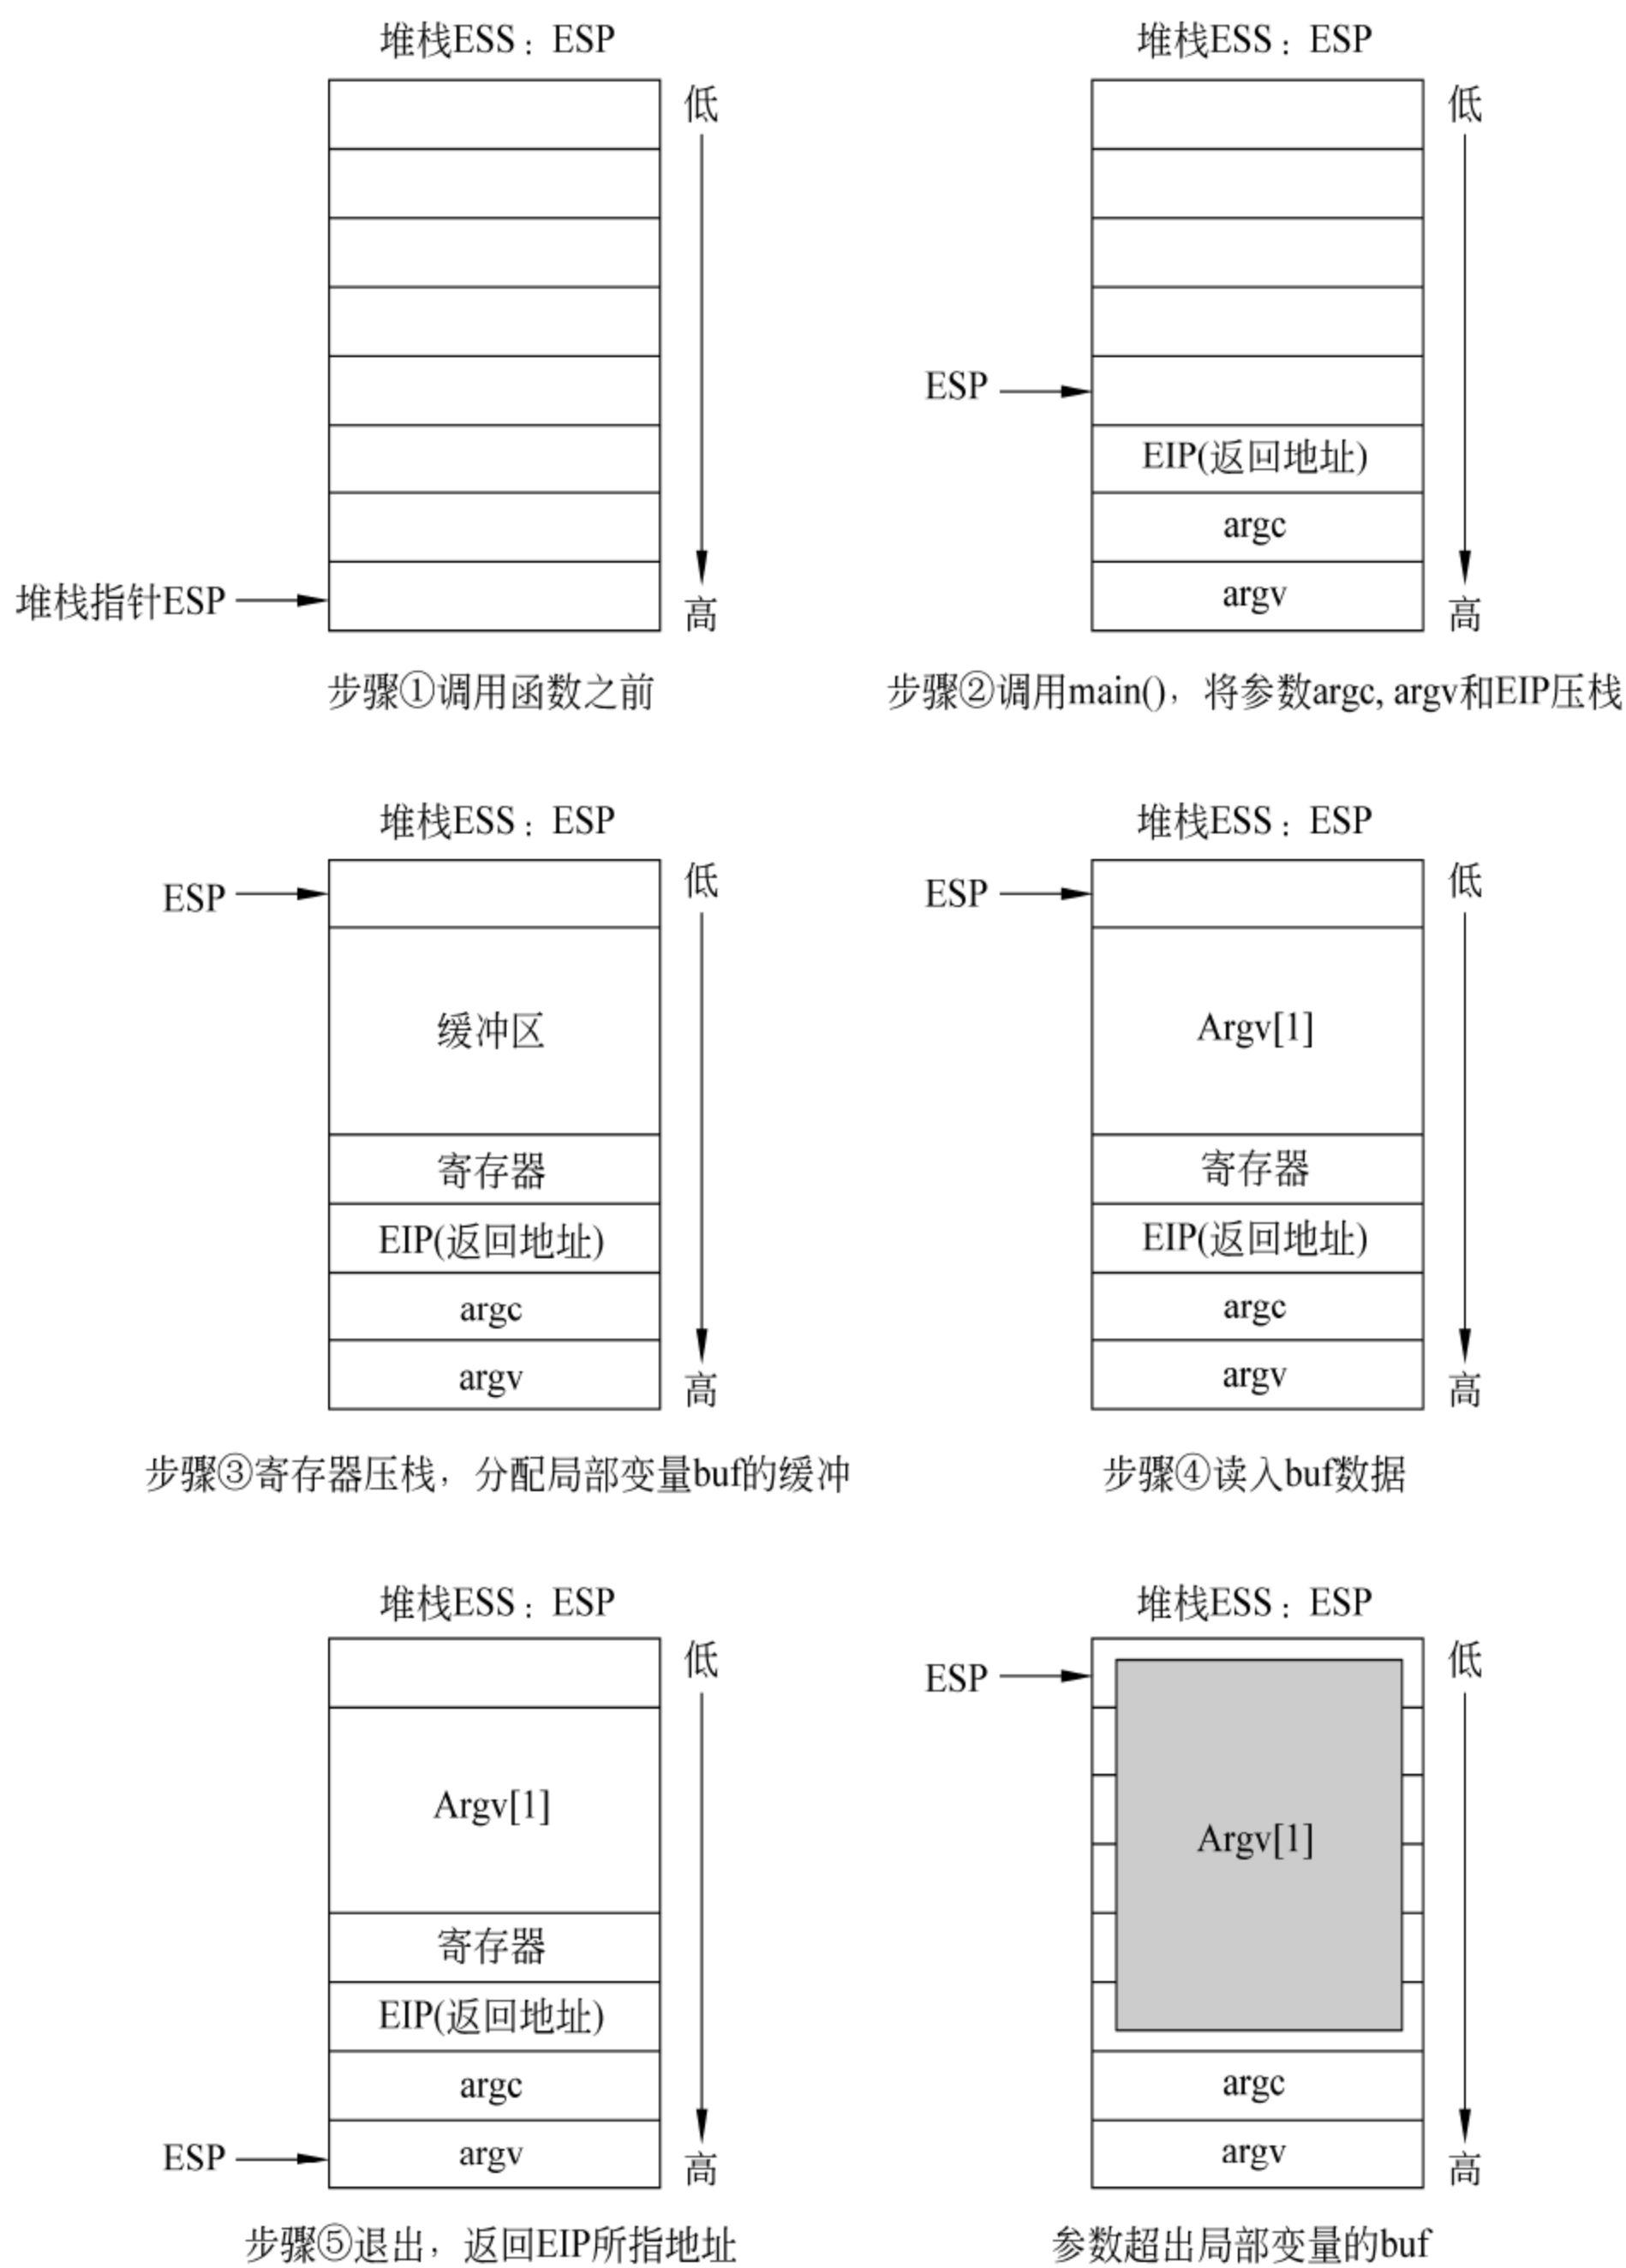 堆栈ESS：ESP
低
堆栈指针ESP
高
步骤①调用函数之前
堆栈ESS：ESP
低
ESP
EIP(返回地址)
argc
argv
高
步骤②调用main()，将参数argc, argv和EIP压栈
堆栈ESS：ESP
ESP
低
缓冲区
寄存器
EIP(返回地址)
argc
argv
高
步骤③寄存器压栈，分配局部变量buf的缓冲
堆栈ESS：ESP
ESP
低
Argv[1]
寄存器
EIP(返回地址)
argc
argv
高
步骤④读入buf数据
堆栈ESS：ESP
低
Argv[1]
寄存器
EIP(返回地址)
argc
ESP
argv
高
步骤⑤退出，返回EIP所指地址
堆栈ESS：ESP
ESP
低
Argv[1]
argc
argv
高
参数超出局部变量的buf